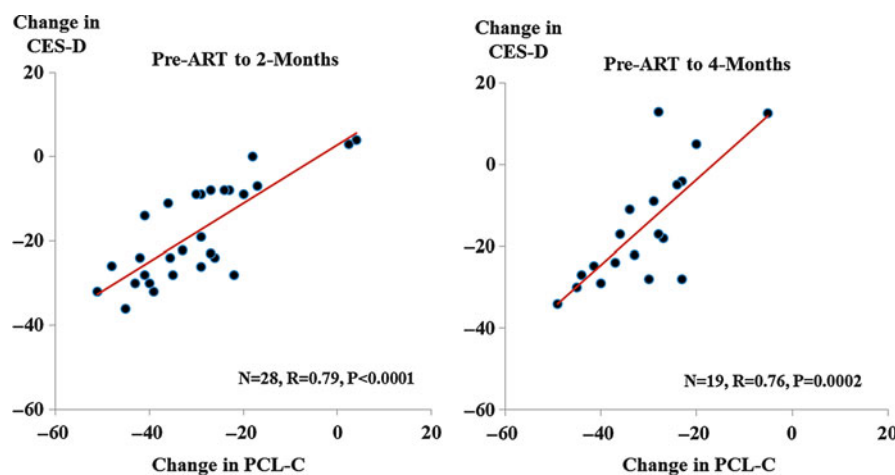 Change in
CES-D
Pre-ART to 2-Months
20
0
−20
−40
−60
−60
−40
−20
0
20
N=28, R=0.79, P<0.0001
Change in PCL-C
Change in
CES-D
Pre-ART to 4-Months
20
0
−20
−40
−60
−60
−40
−20
0
20
N=19, R=0.76, P=0.0002
Change in PCL-C